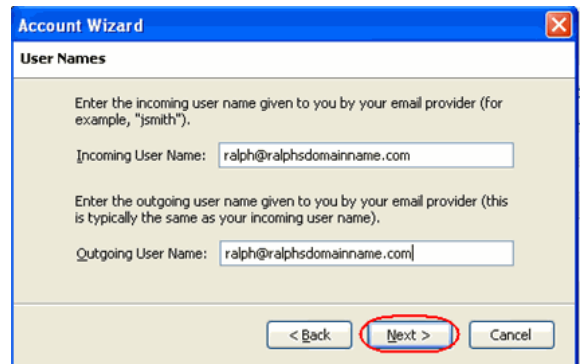 Account Wizard
User Names
Enter the incoming user name given to you by your email provider (for
example, "jsmith").
Incoming User Name: ralph@ralphsdomainname.com
Enter the outgoing user name given to you by your email provider (this
is typically the same as your incoming user name).
Outgoing User Name: ralph@ralphsdomainname.com
< Back Next > Cancel